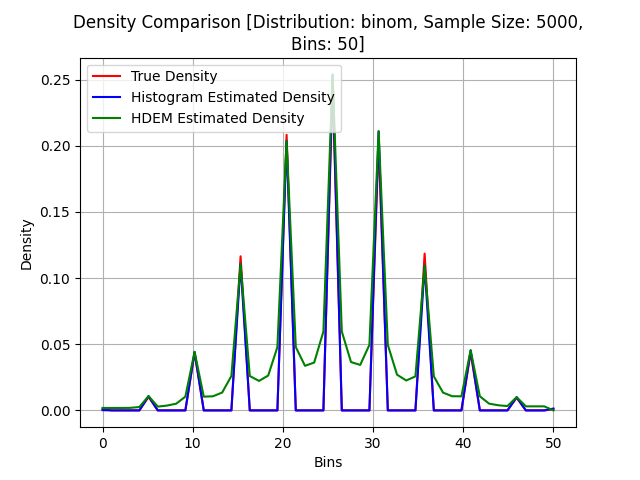 Density Comparison [Distribution: binom, Sample Size: 5000,
Bins: 50]
True Density
Histogram Estimated Density
HDEM Estimated Density
Density
0.25
0.20
0.15
0.10
0.05
0.00
0 10 20 30 40 50
Bins